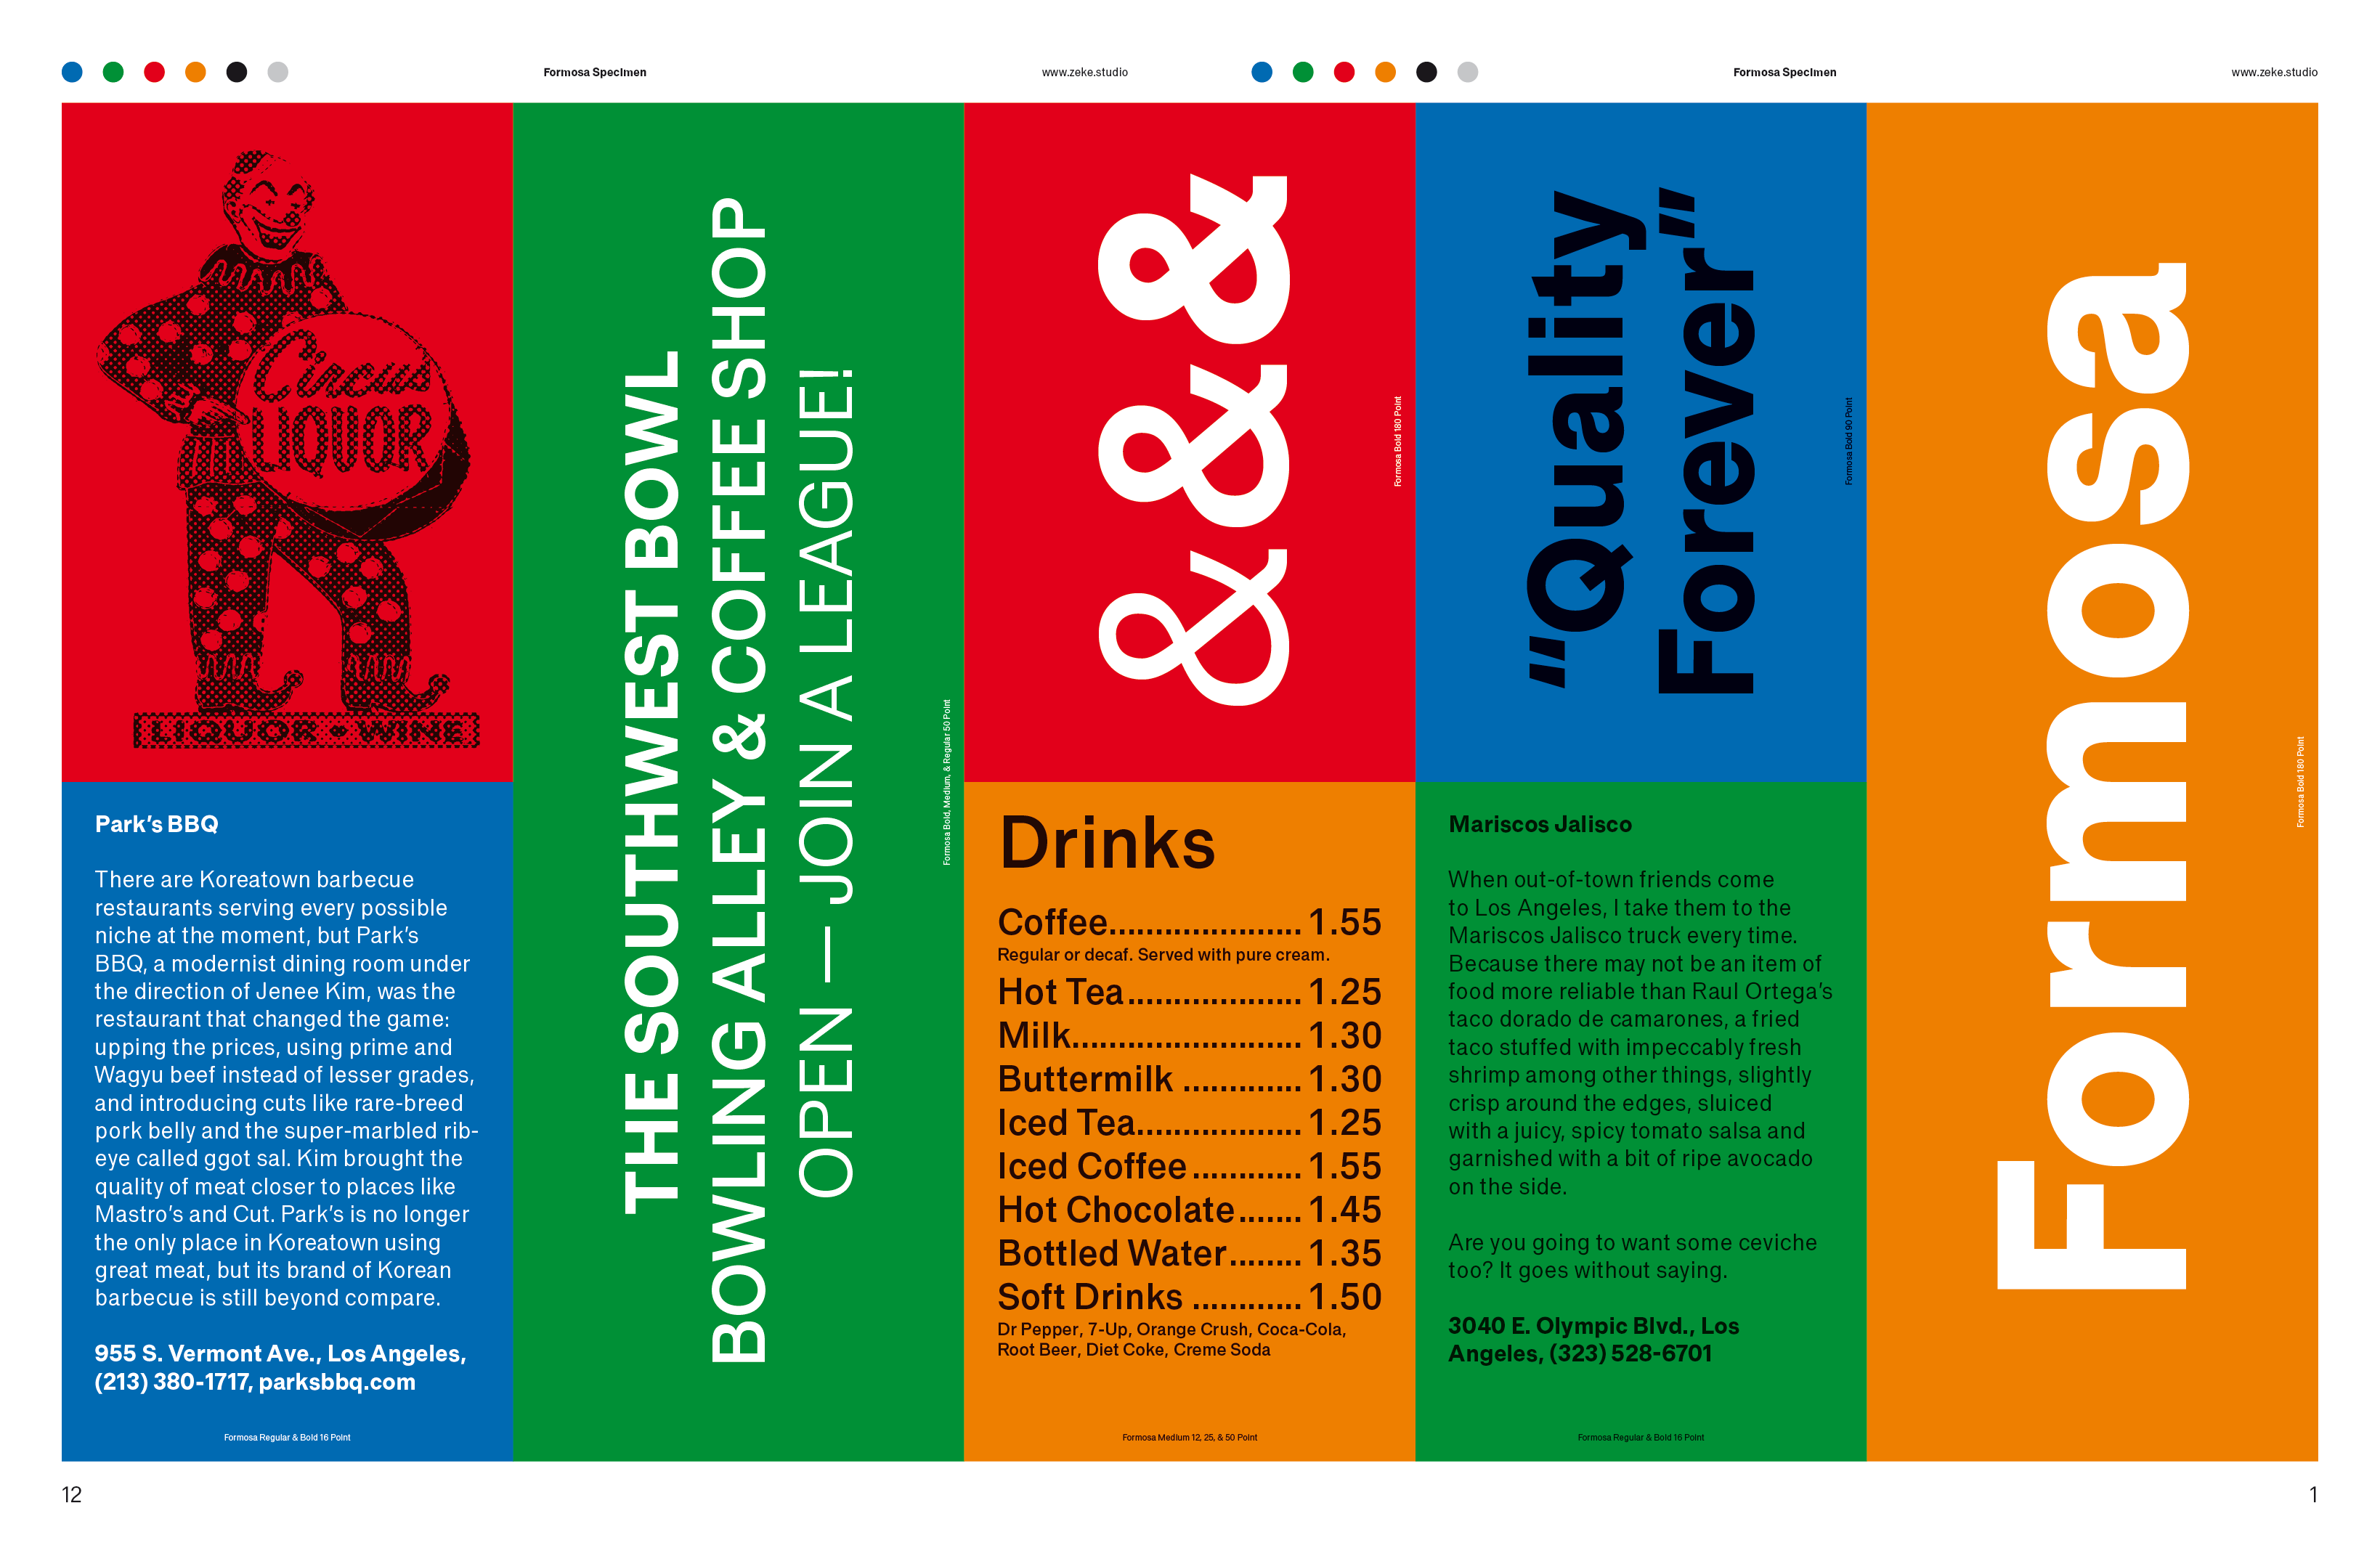 Formosa Specimen
www.zeke.studio
Formosa Specimen
www.zeke.studio
Circus
LIQUOR
LIQUOR • WINE
Park's BBQ
There are Koreatown barbecue
restaurants serving every possible
niche at the moment, but Park's
BBQ, a modernist dining room under
the direction of Jenee Kim, was the
restaurant that changed the game:
upping the prices, using prime and
Wagyu beef instead of lesser grades,
and introducing cuts like rare-breed
pork belly and the super-marbled rib-
eye called ggot sal. Kim brought the
quality of meat closer to places like
Mastro's and Cut. Park's is no longer
the only place in Koreatown using
great meat, but its brand of Korean
barbecue is still beyond compare.
955 S. Vermont Ave., Los Angeles,
(213) 380-1717, parksbbq.com
Formosa Regular & Bold 16 Point
THE SOUTHWEST BOWL
BOWLING ALLEY & COFFEE SHOP
OPEN — JOIN A LEAGUE!
Formosa Bold, Medium, & Regular 50 Point
&&&
Formosa Bold 180 Point
Drinks
Coffee..................... 1.55
Regular or decaf. Served with pure cream.
Hot Tea................... 1.25
Milk......................... 1.30
Buttermilk ............. 1.30
Iced Tea.................. 1.25
Iced Coffee ............ 1.55
Hot Chocolate....... 1.45
Bottled Water........ 1.35
Soft Drinks ............ 1.50
Dr Pepper, 7-Up, Orange Crush, Coca-Cola,
Root Beer, Diet Coke, Creme Soda
Formosa Medium 12, 25, & 50 Point
"Quality
Forever"
Formosa Bold 90 Point
Mariscos Jalisco
When out-of-town friends come
to Los Angeles, I take them to the
Mariscos Jalisco truck every time.
Because there may not be an item of
food more reliable than Raul Ortega's
taco dorado de camarones, a fried
taco stuffed with impeccably fresh
shrimp among other things, slightly
crisp around the edges, sluiced
with a juicy, spicy tomato salsa and
garnished with a bit of ripe avocado
on the side.
Are you going to want some ceviche
too? It goes without saying.
3040 E. Olympic Blvd., Los
Angeles, (323) 528-6701
Formosa Regular & Bold 16 Point
Formosa
Formosa Bold 180 Point
12
1